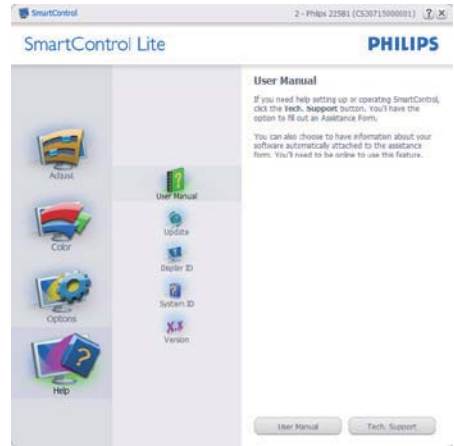 SmartControl
2 - Philips 225B1 (CS30715000001)
? X
SmartControl Lite
PHILIPS
Adjust
Color
Options
Help
User Manual
Update
Display ID
System ID
X.x
Version
User Manual
If you need help setting up or operating SmartControl,
click the Tech. Support button. You'll have the
option to fill out an Assistance Form.
You can also choose to have information about your
software automatically attached to the assistance
form. You'll need to be online to use this feature.
User Manual
Tech. Support